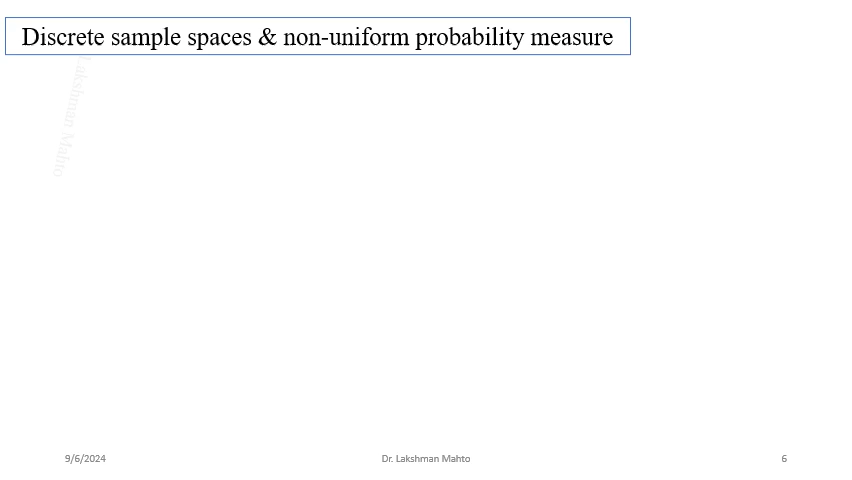 Discrete sample spaces & non-uniform probability measure
Lakshman Mahto
9/6/2024
Dr. Lakshman Mahto
6